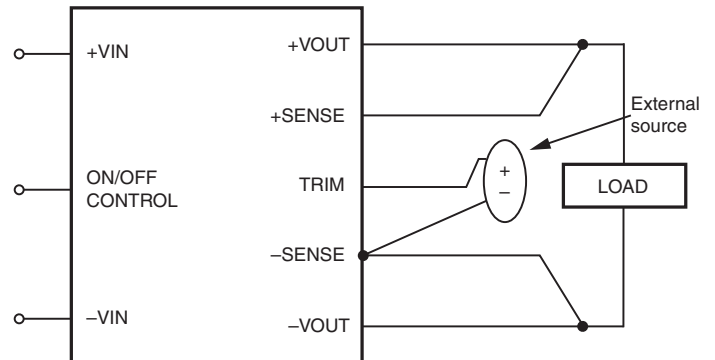 +VIN
ON/OFF
CONTROL
–VIN
+VOUT
+SENSE
TRIM
–SENSE
–VOUT
+
–
External
source
LOAD